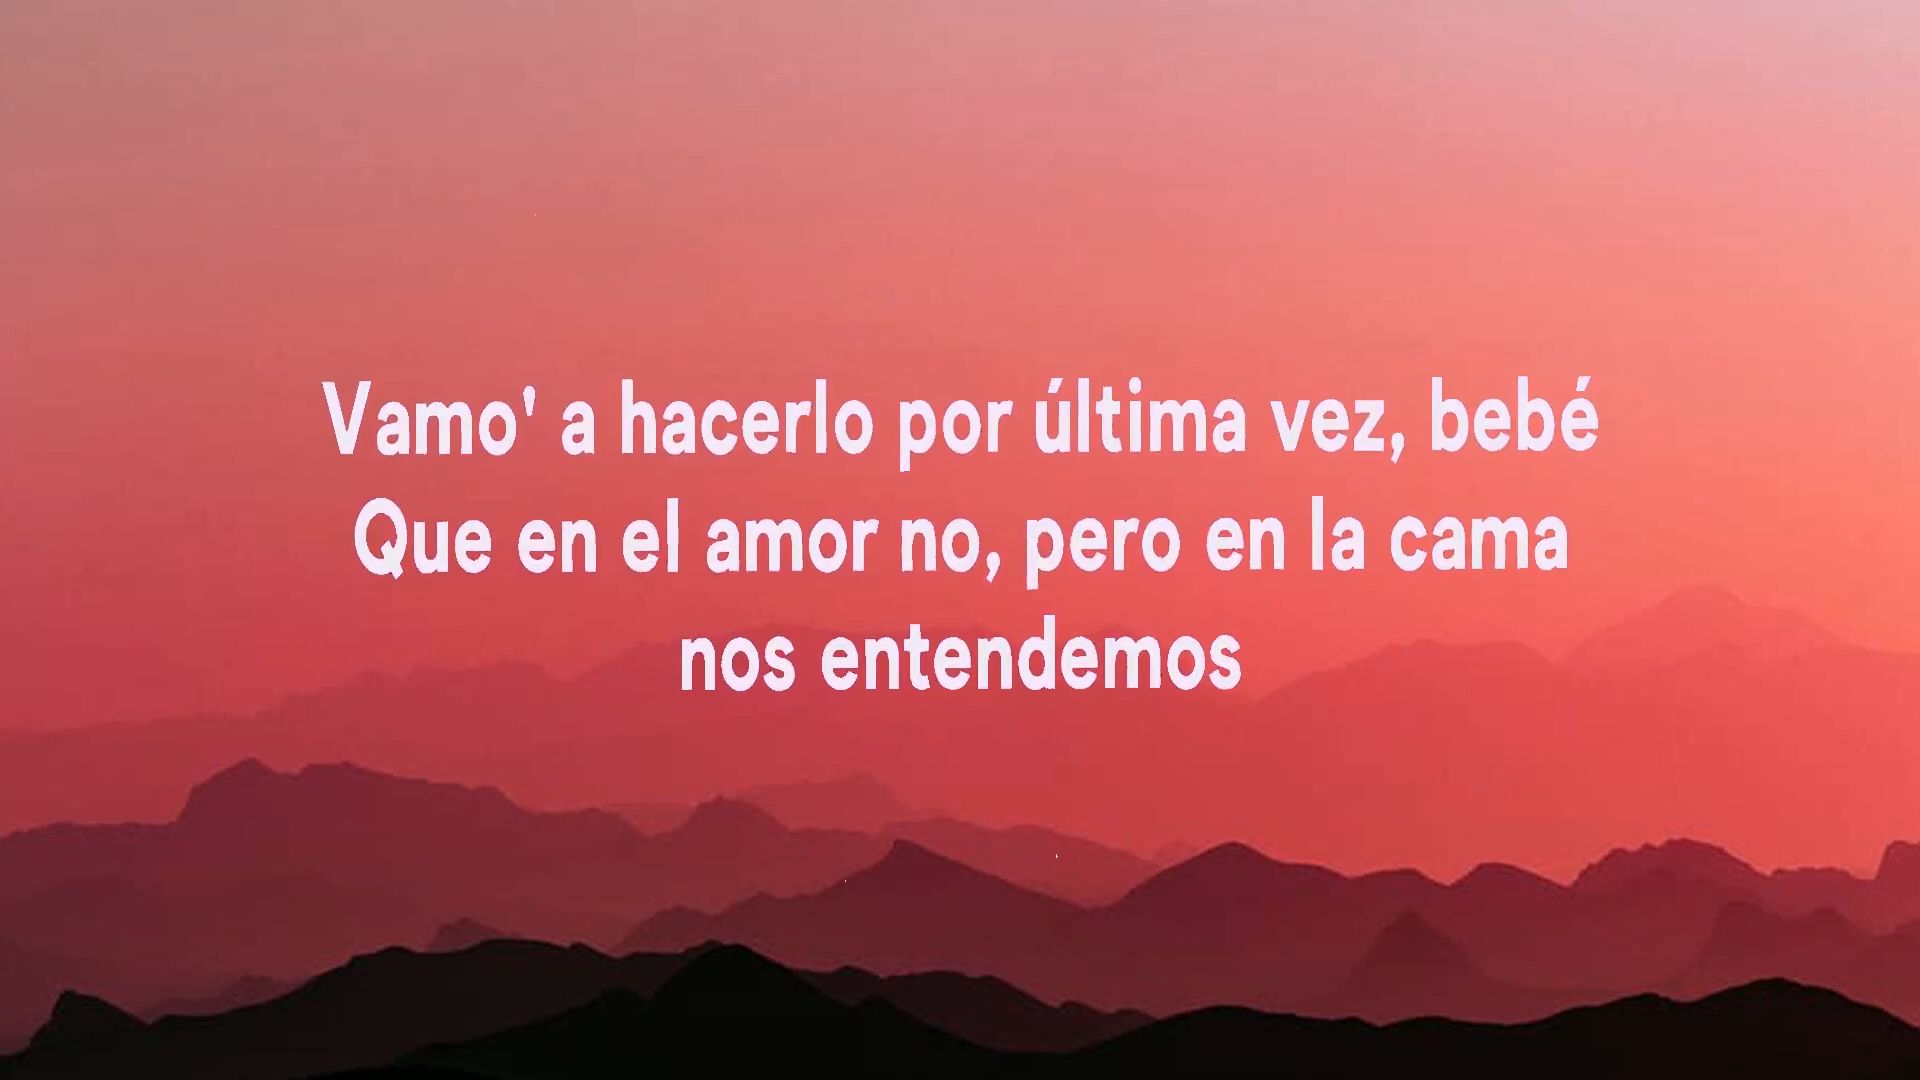 Vamo' a hacerlo por última vez, bebé
Que en el amor no, pero en la cama
nos entendemos